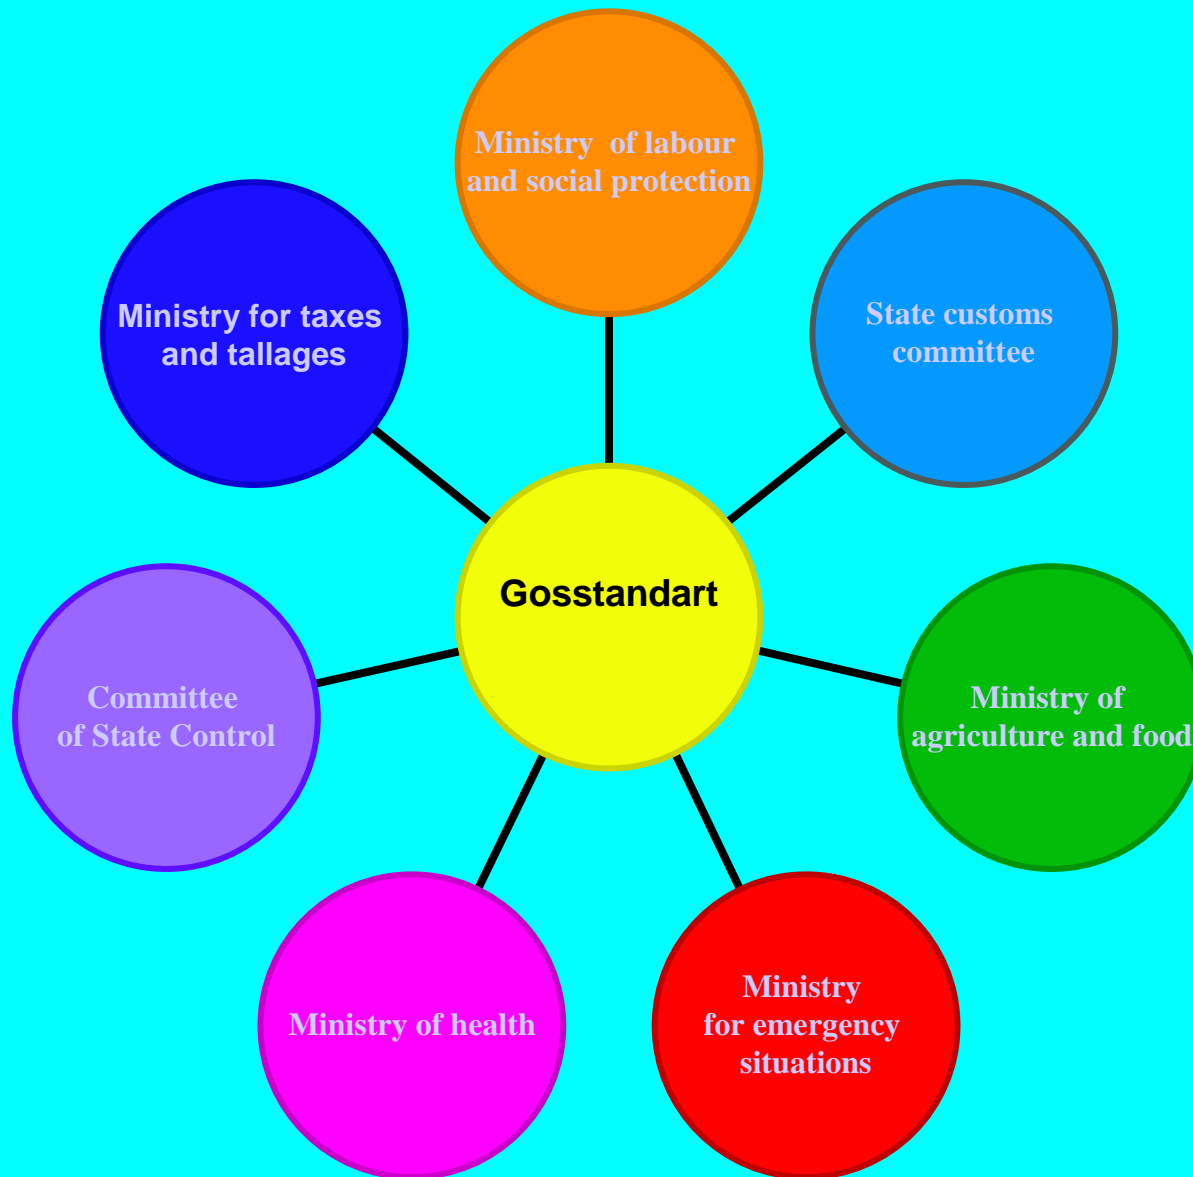 Ministry of labour
and social protection
Ministry for taxes
and tallages
State customs
committee
Gosstandart
Committee
of State Control
Ministry of
agriculture and food
Ministry of health
Ministry
for emergency
situations